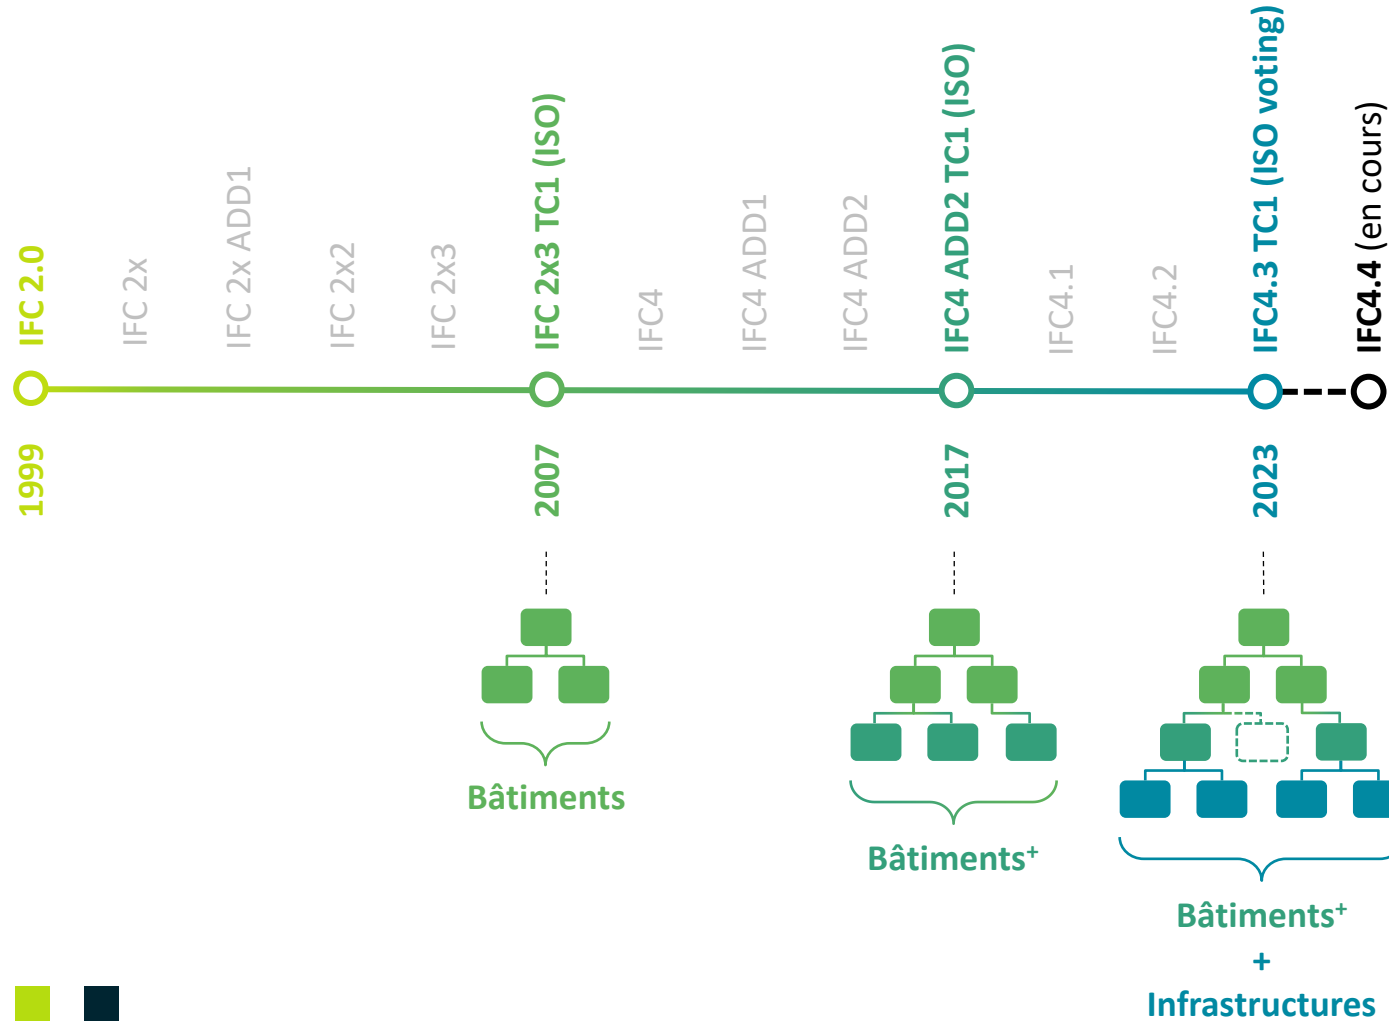 IFC 2.0
IFC 2x
IFC 2x ADD1
IFC 2x2
IFC 2x3
IFC 2x3 TC1 (ISO)
IFC4
IFC4 ADD1
IFC4 ADD2
IFC4 ADD2 TC1 (ISO)
IFC4.1
IFC4.2
IFC4.3 TC1 (ISO voting)
IFC4.4 (en cours)
1999
2007
2017
2023
Bâtiments
Bâtiments⁺
Bâtiments⁺
+
Infrastructures